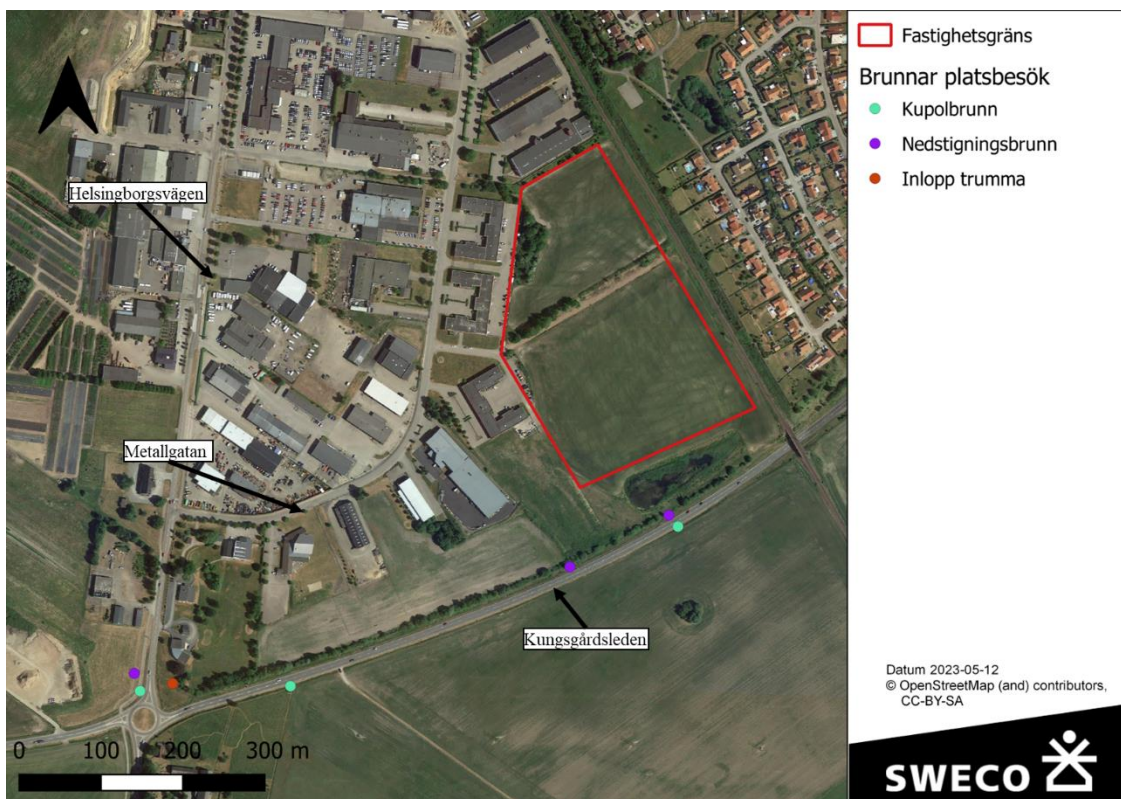 Fastighetsgräns
Brunnar platsbesök
Kupolbrunn
Nedstigningsbrunn
Inlopp trumma
Helsingborgsvägen
Metallgatan
Kungsgårdsleden
0 100 200 300 m
Datum 2023-05-12
© OpenStreetMap (and) contributors,
CC-BY-SA
SWECO